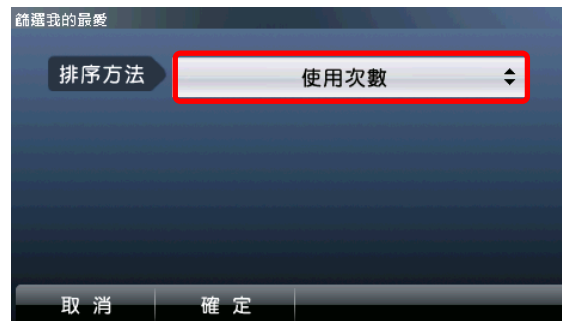 篩選我的最愛
排序方法 使用次數
取消 確定